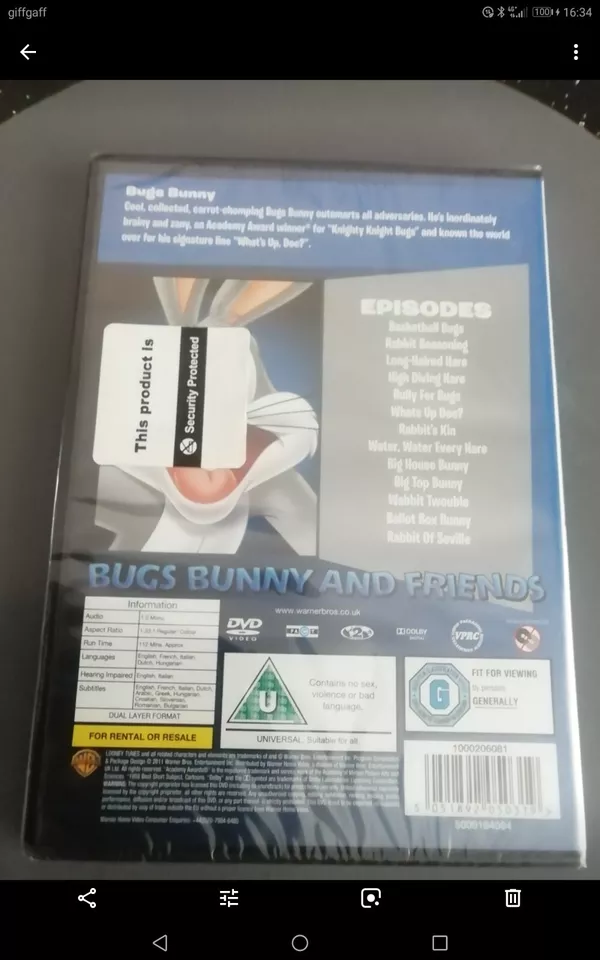 giffgaff
100
16:34
Bugs Bunny
Cool, collected, carrot-chomping Bugs Bunny outsmarts all adversaries. He's inordinately
brainy and zany, an Academy Award winner® for "Knighty Knight Bugs" and known the world
over for his signature line "What's Up, Doc?".
This product is
Security Protected
EPISODES
Basketball Bugs
Rabbit Reasoning
Long-Haired Hare
High Diving Hare
Bully For Bugs
Whats Up Doc?
Rabbit's Kin
Water, Water Every Hare
Big House Bunny
Big Top Bunny
Wabbit Twouble
Ballot Box Bunny
Rabbit Of Seville
BUGS BUNNY AND FRIENDS
Information
Audio
Aspect Ratio
Run Time
112 Mins. Approx.
Languages
English, French, Italian,
Dutch, Hungarian
Hearing Impaired English, Italian
Subtitles
English, French, Italian, Dutch,
Arabic, Greek, Hungarian,
Croatian, Slovenian,
Romanian, Bulgarian
DUAL LAYER FORMAT
FOR RENTAL OR RESALE
www.warnerbros.co.uk
DVD
VIDEO
2
DOLBY
DIGITAL
VPRC
U
Contains no sex,
violence or bad
language.
UNIVERSAL. Suitable for all.
G
FIT FOR VIEWING
by persons
GENERALLY
1000206081